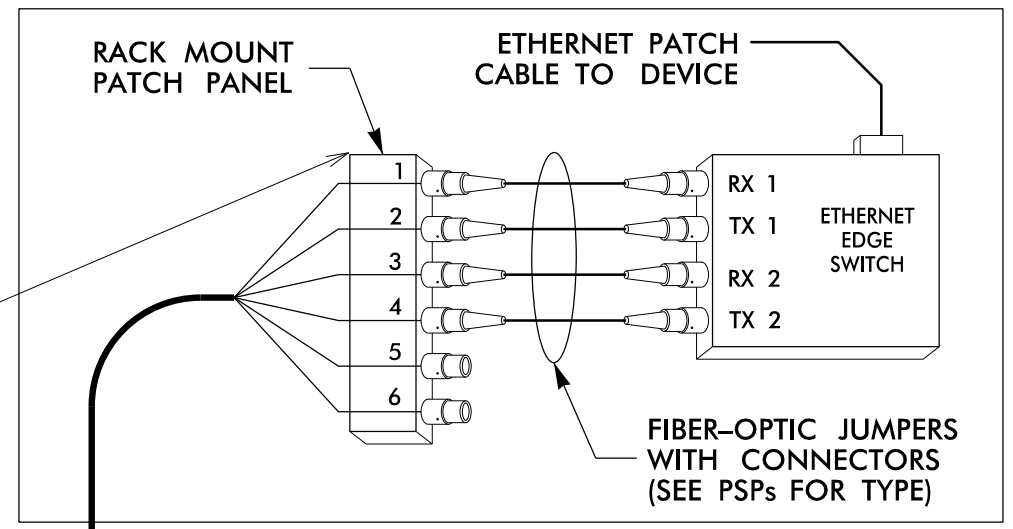 RACK MOUNT
PATCH PANEL
ETHERNET PATCH
CABLE TO DEVICE
1
2
3
4
5
6
RX 1
TX 1
RX 2
TX 2
ETHERNET
EDGE
SWITCH
FIBER–OPTIC JUMPERS
WITH CONNECTORS
(SEE PSPs FOR TYPE)